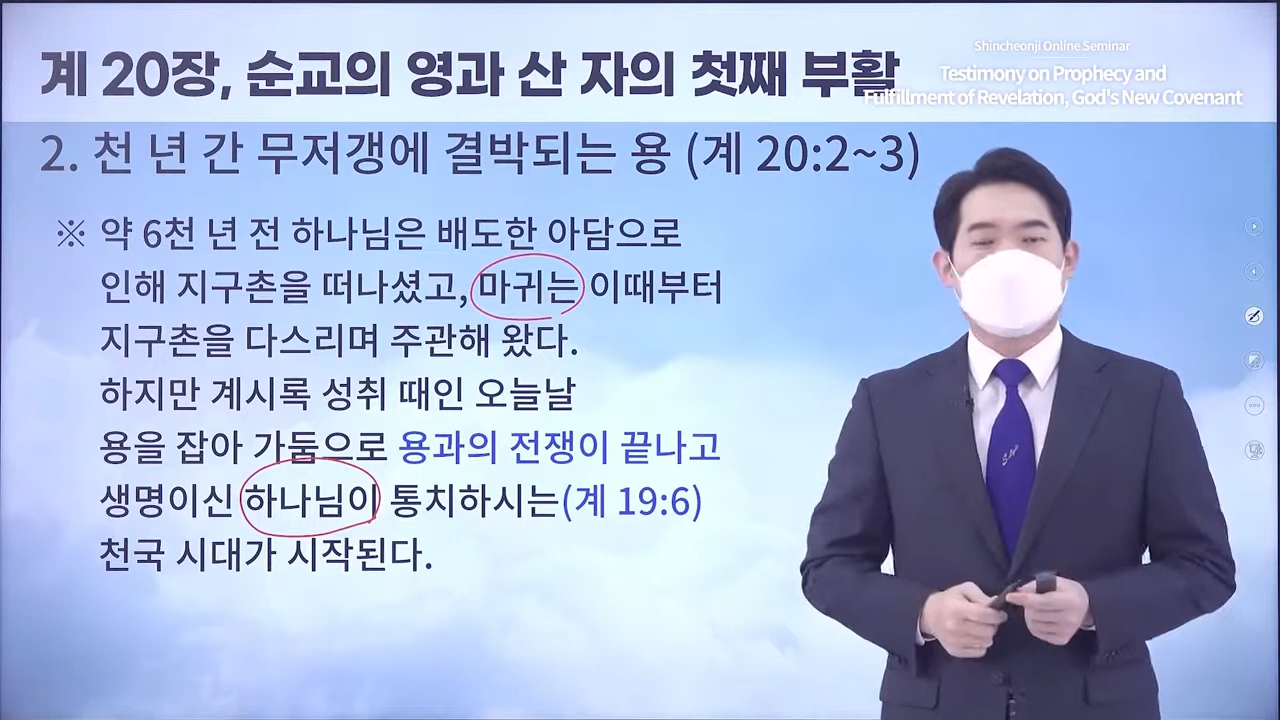 계 20장, 순교의 영과 산 자의 첫째 부활
Shincheonji Online Seminar
Testimony on Prophecy and
Fulfillment of Revelation, God's New Covenant
2. 천 년 간 무저갱에 결박되는 용 (계 20:2~3)
※ 약 6천 년 전 하나님은 배도한 아담으로
인해 지구촌을 떠나셨고, 마귀는 이때부터
지구촌을 다스리며 주관해 왔다.
하지만 계시록 성취 때인 오늘날
용을 잡아 가둠으로 용과의 전쟁이 끝나고
생명이신 하나님이 통치하시는(계 19:6)
천국 시대가 시작된다.